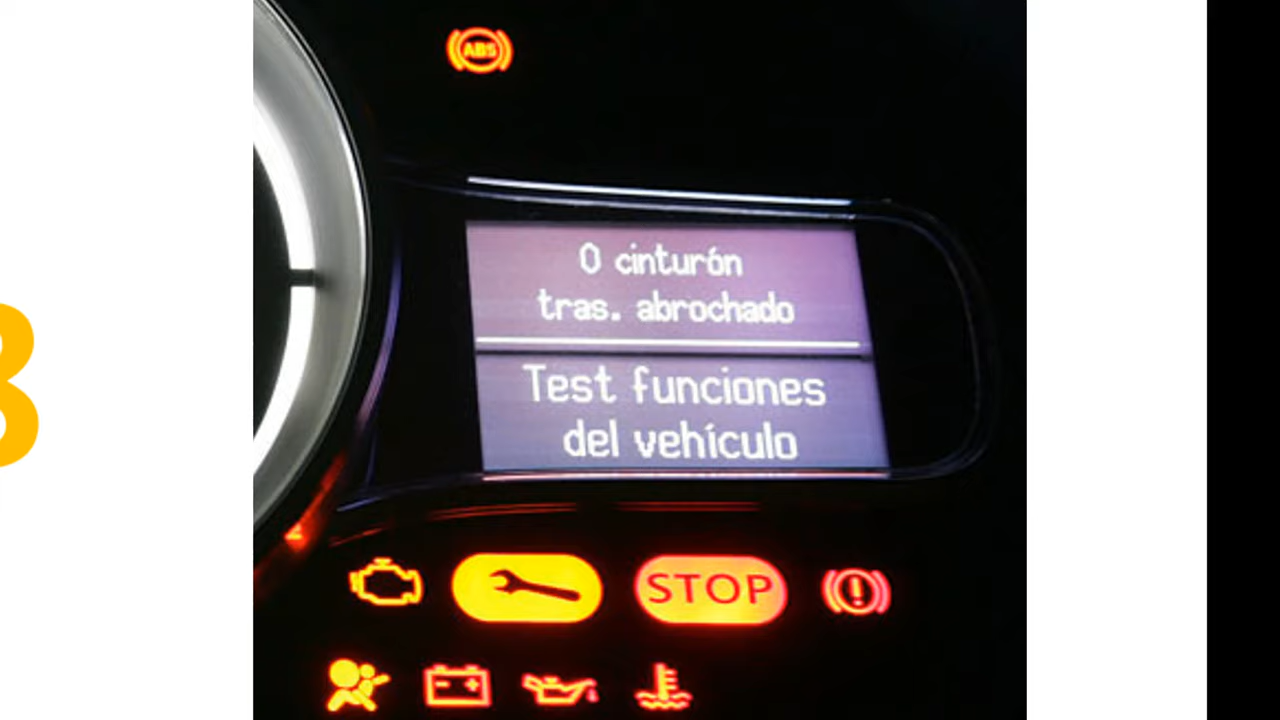 ABS
0 cinturón
tras. abrochado
Test funciones
del vehículo
STOP